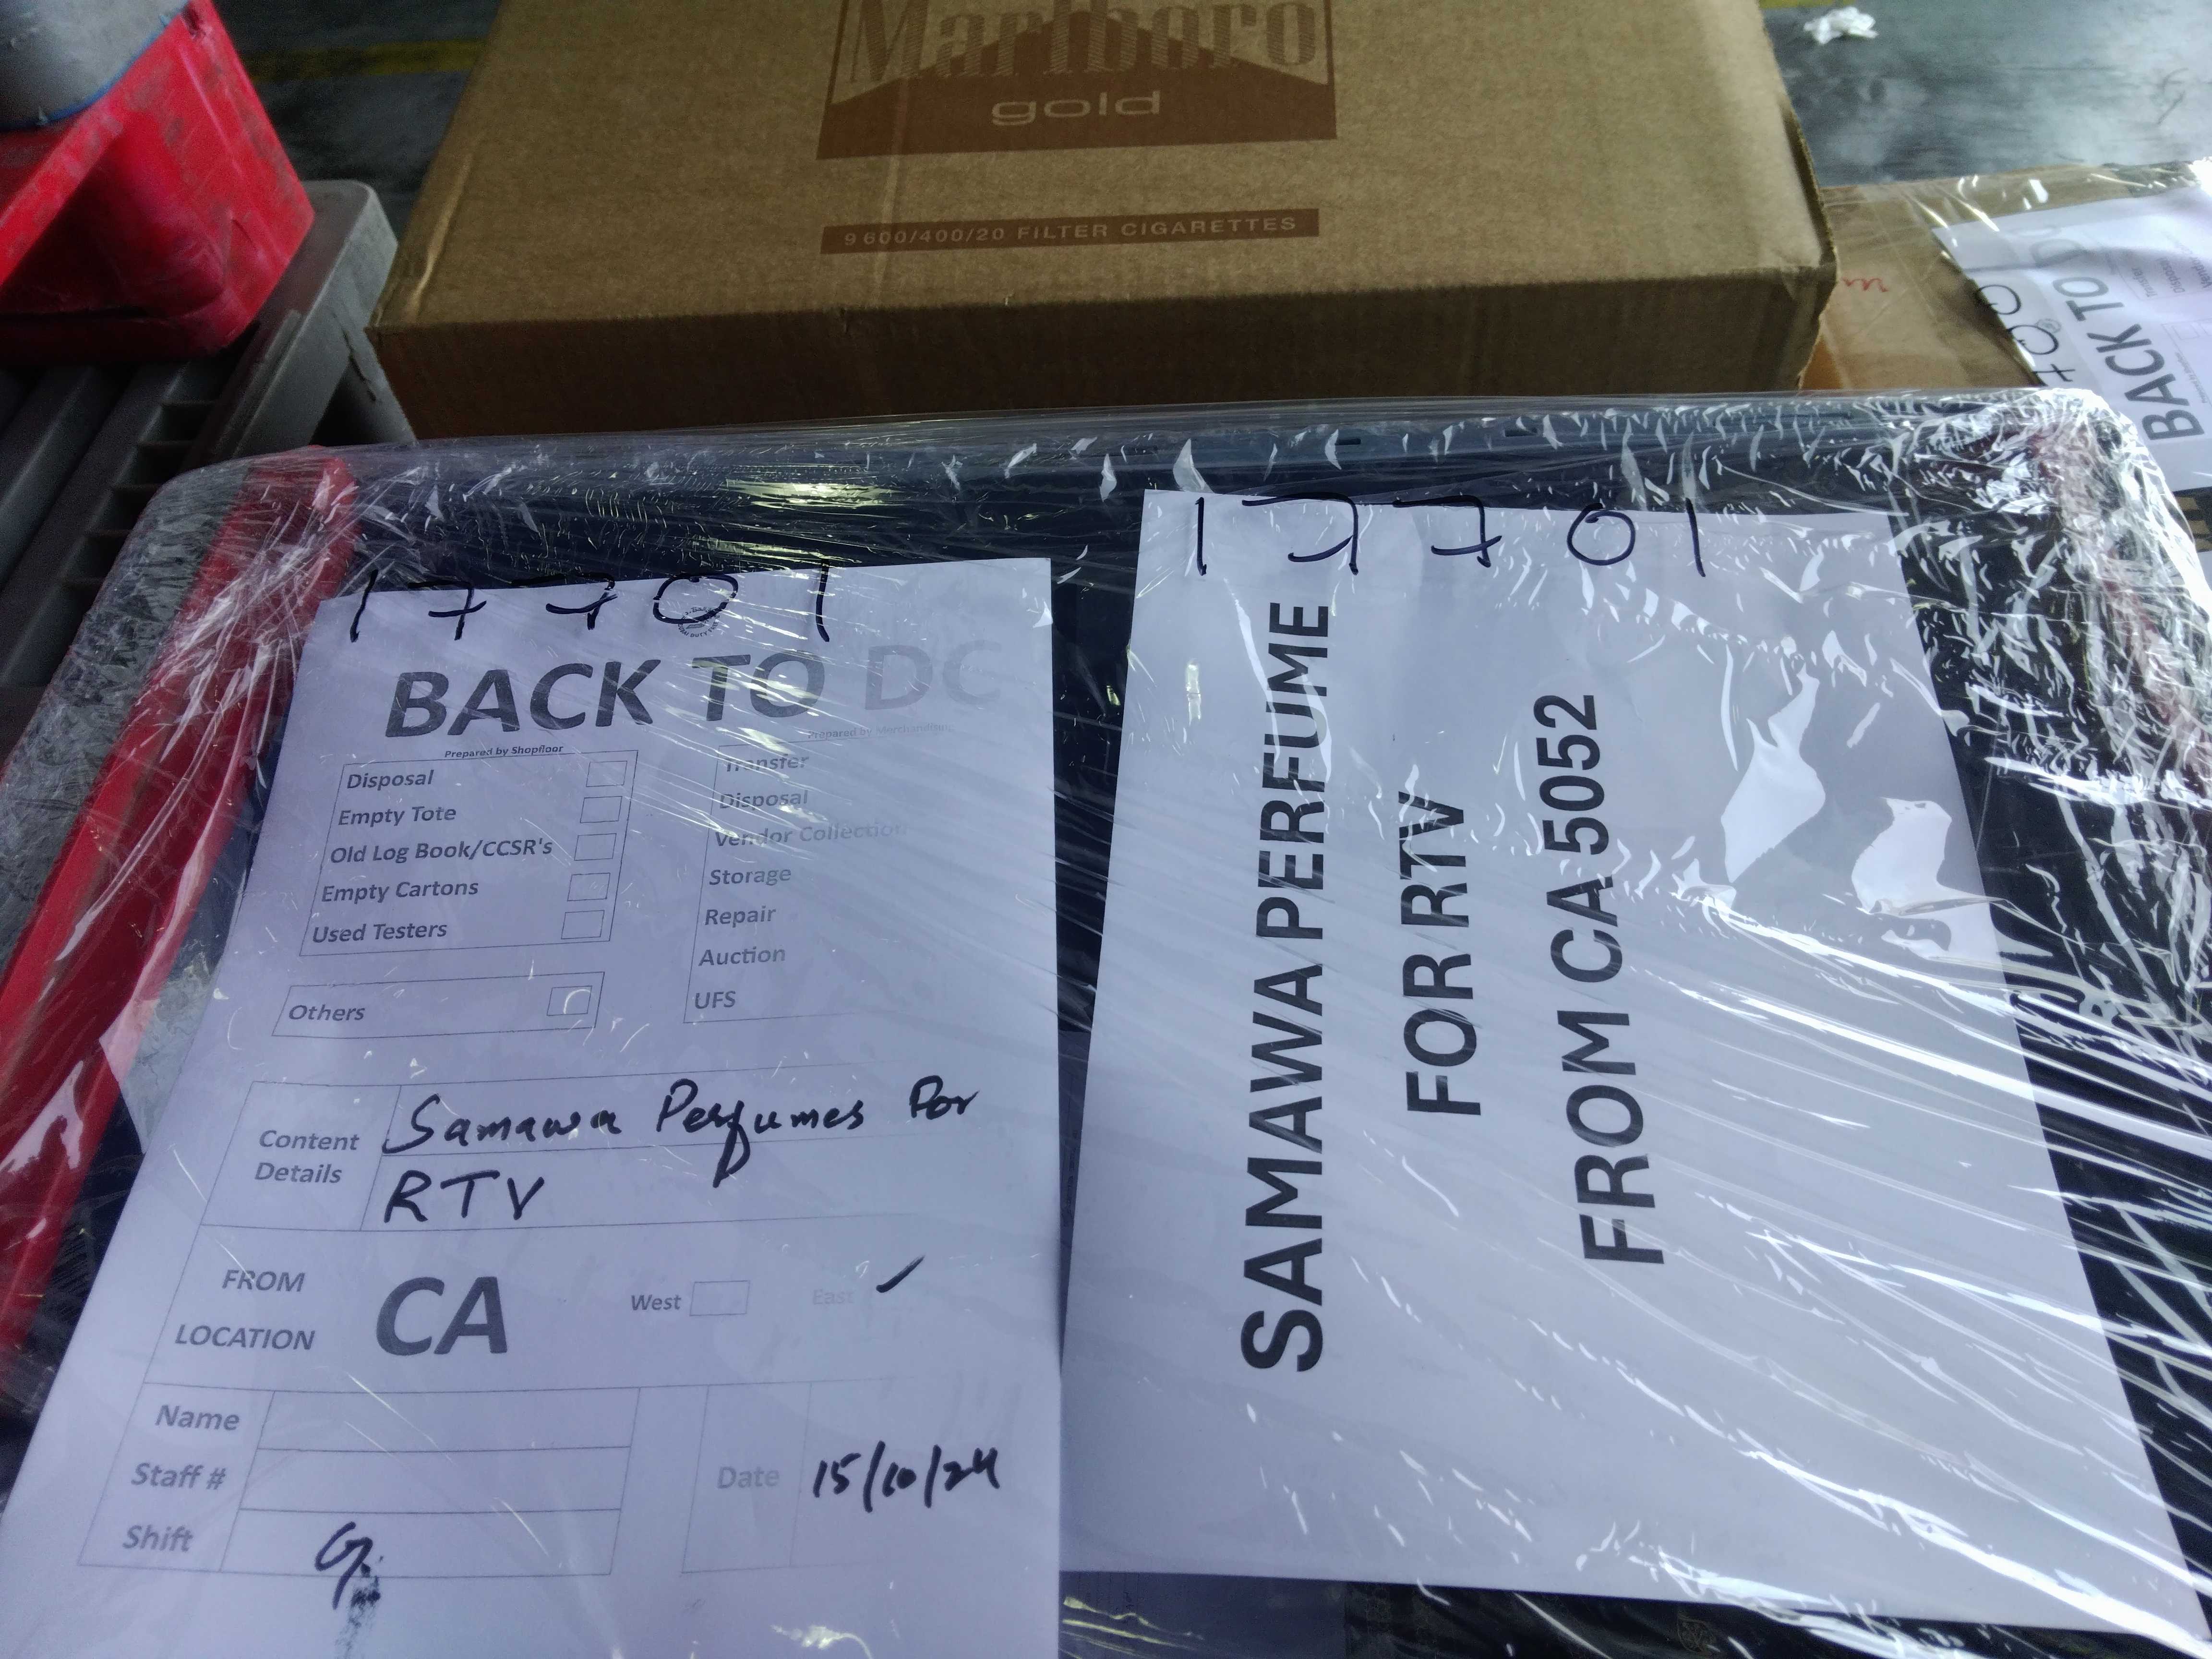 Marlboro
gold
9 600/400/20 FILTER CIGARETTES
17701
BACK TO DC
Prepared by Shopfloor
Prepared by Merchandiser
Disposal
Empty Tote
Old Log Book/CCSR's
Empty Cartons
Used Testers
Others
Transfer
Disposal
Vendor Collection
Storage
Repair
Auction
UFS
Content Details
Samawa Perfumes For
RTV
FROM LOCATION
CA
West
East
Name
Staff #
Shift
G
Date
15/10/24
17701
SAMAWA PERFUME
FOR RTV
FROM CA 5052
BACK TO